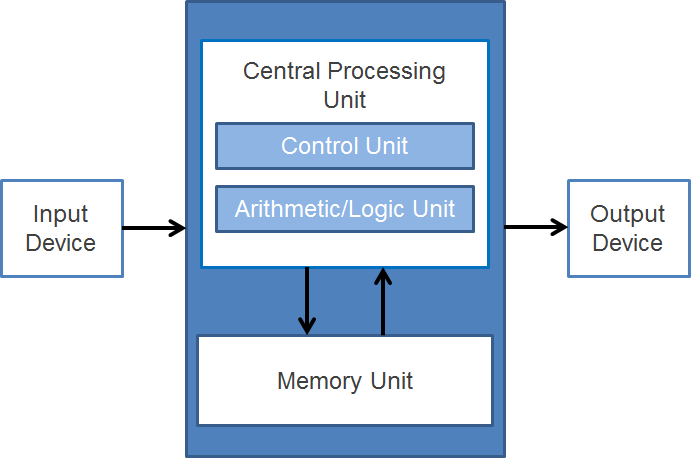 Central Processing
Unit
Control Unit
Arithmetic/Logic Unit
Input
Device
Output
Device
Memory Unit